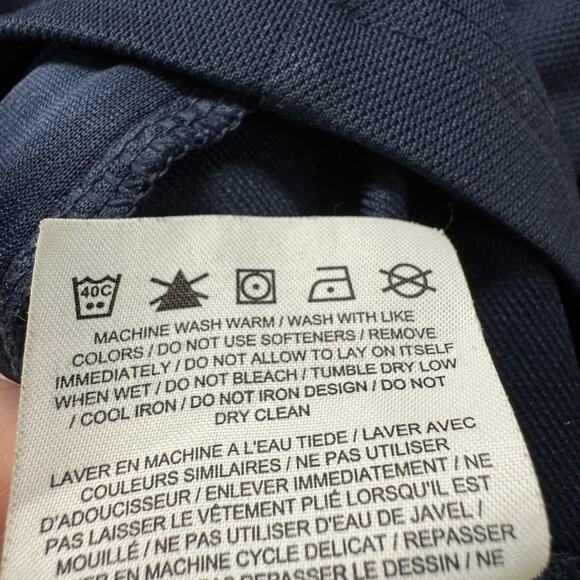 40C
MACHINE WASH WARM / WASH WITH LIKE
COLORS / DO NOT USE SOFTENERS / REMOVE
IMMEDIATELY / DO NOT ALLOW TO LAY ON ITSELF
WHEN WET / DO NOT BLEACH / TUMBLE DRY LOW
/ COOL IRON / DO NOT IRON DESIGN / DO NOT
DRY CLEAN
LAVER EN MACHINE A L'EAU TIEDE / LAVER AVEC
COULEURS SIMILAIRES / NE PAS UTILISER
D'ADOUCISSEUR / ENLEVER IMMÉDIATEMENT / NE
PAS LAISSER LE VÊTEMENT PLIÉ LORSQU'IL EST
MOUILLÉ / NE PAS UTILISER D'EAU DE JAVEL /
EN MACHINE CYCLE DELICAT / REPASSER
REPASSER LE DESSIN / NE